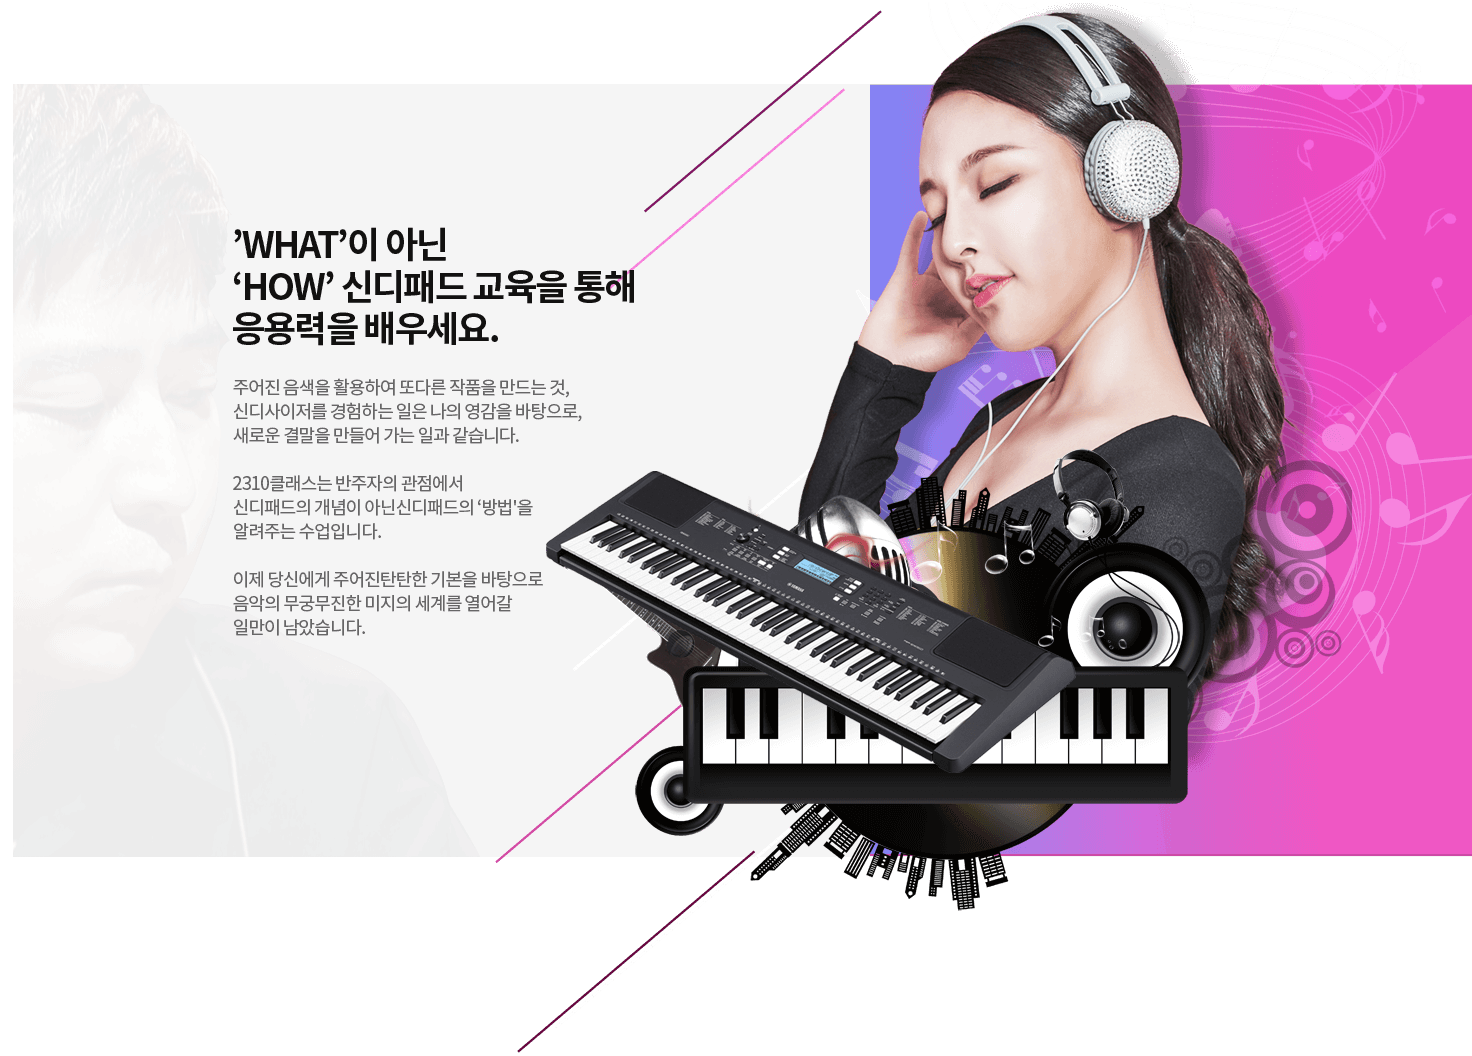 ’WHAT’이 아닌
‘HOW’ 신디패드 교육을 통해
응용력을 배우세요.
주어진 음색을 활용하여 또다른 작품을 만드는 것,
신디사이저를 경험하는 일은 나의 영감을 바탕으로,
새로운 결말을 만들어 가는 일과 같습니다.
2310클래스는 반주자의 관점에서
신디패드의 개념이 아닌신디패드의 ‘방법'을
알려주는 수업입니다.
이제 당신에게 주어진탄탄한 기본을 바탕으로
음악의 무궁무진한 미지의 세계를 열어갈
일만이 남았습니다.